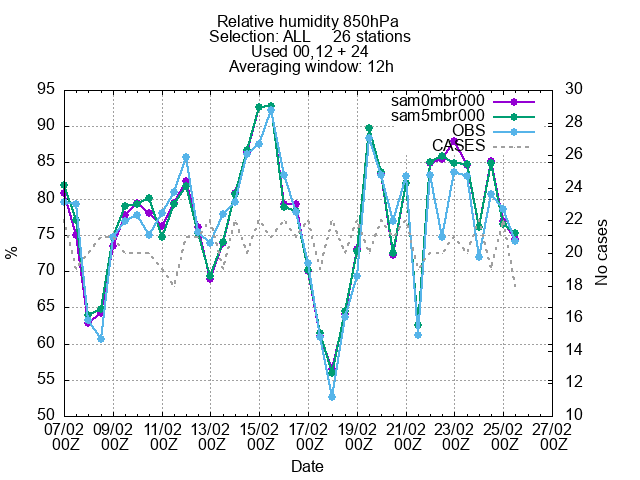 Relative humidity 850hPa
Selection: ALL 26 stations
Used 00,12 + 24
Averaging window: 12h
sam0mbr000
sam5mbr000
OBS
CASES
95
90
85
80
75
70
65
60
55
50
%
30
28
26
24
22
20
18
16
14
12
10
No cases
07/02 09/02 11/02 13/02 15/02 17/02 19/02 21/02 23/02 25/02 27/02
00Z 00Z 00Z 00Z 00Z 00Z 00Z 00Z 00Z 00Z 00Z
Date